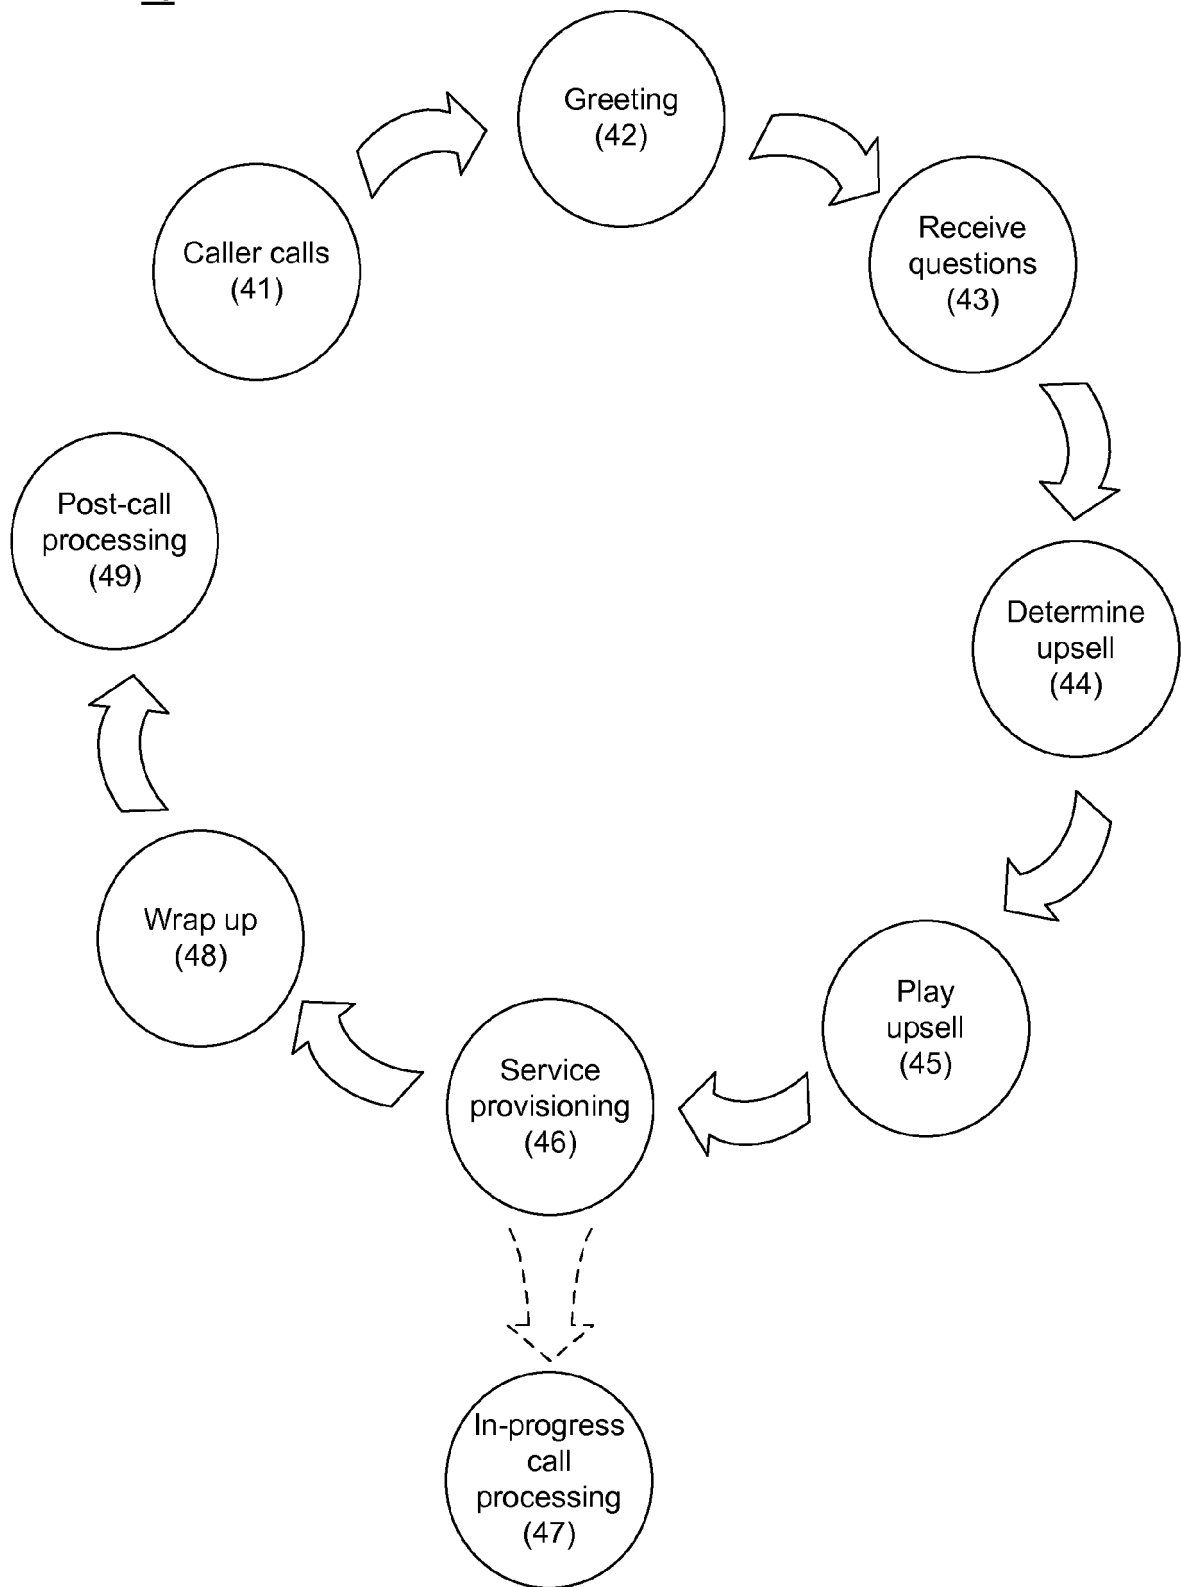 Greeting
(42)
Caller calls
(41)
Receive
questions
(43)
Post-call
processing
(49)
Determine
upsell
(44)
Wrap up
(48)
Play
upsell
(45)
Service
provisioning
(46)
In-progress
call
processing
(47)